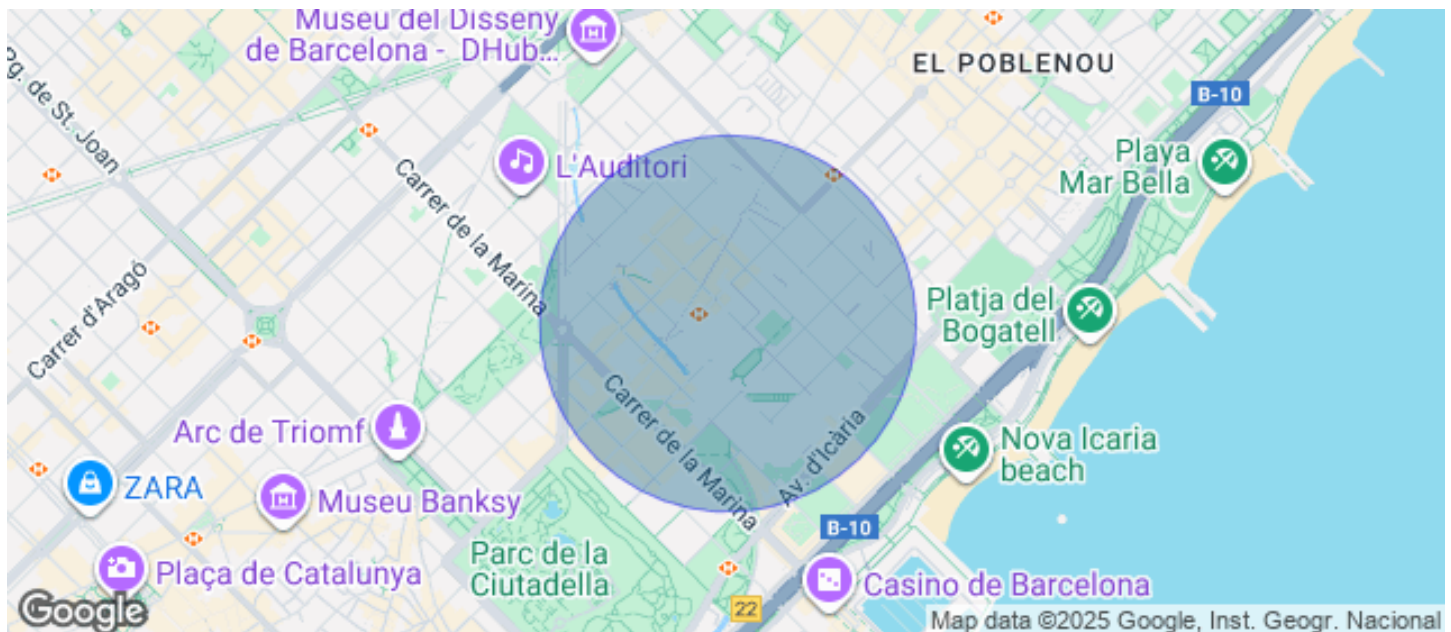 Museu del Disseny
de Barcelona - DHub...
EL POBLENOU
B-10
Pg. de St. Joan
Playa
Mar Bella
L'Auditori
Carrer de la Marina
Carrer d'Aragó
Platja del
Bogatell
Carrer de la Marina
Av. d'Icària
Arc de Triomf
Nova Icaria
beach
ZARA
Museu Banksy
B-10
Parc de la
Ciutadella
Plaça de Catalunya
Casino de Barcelona
22
Google
Map data ©2025 Google, Inst. Geogr. Nacional